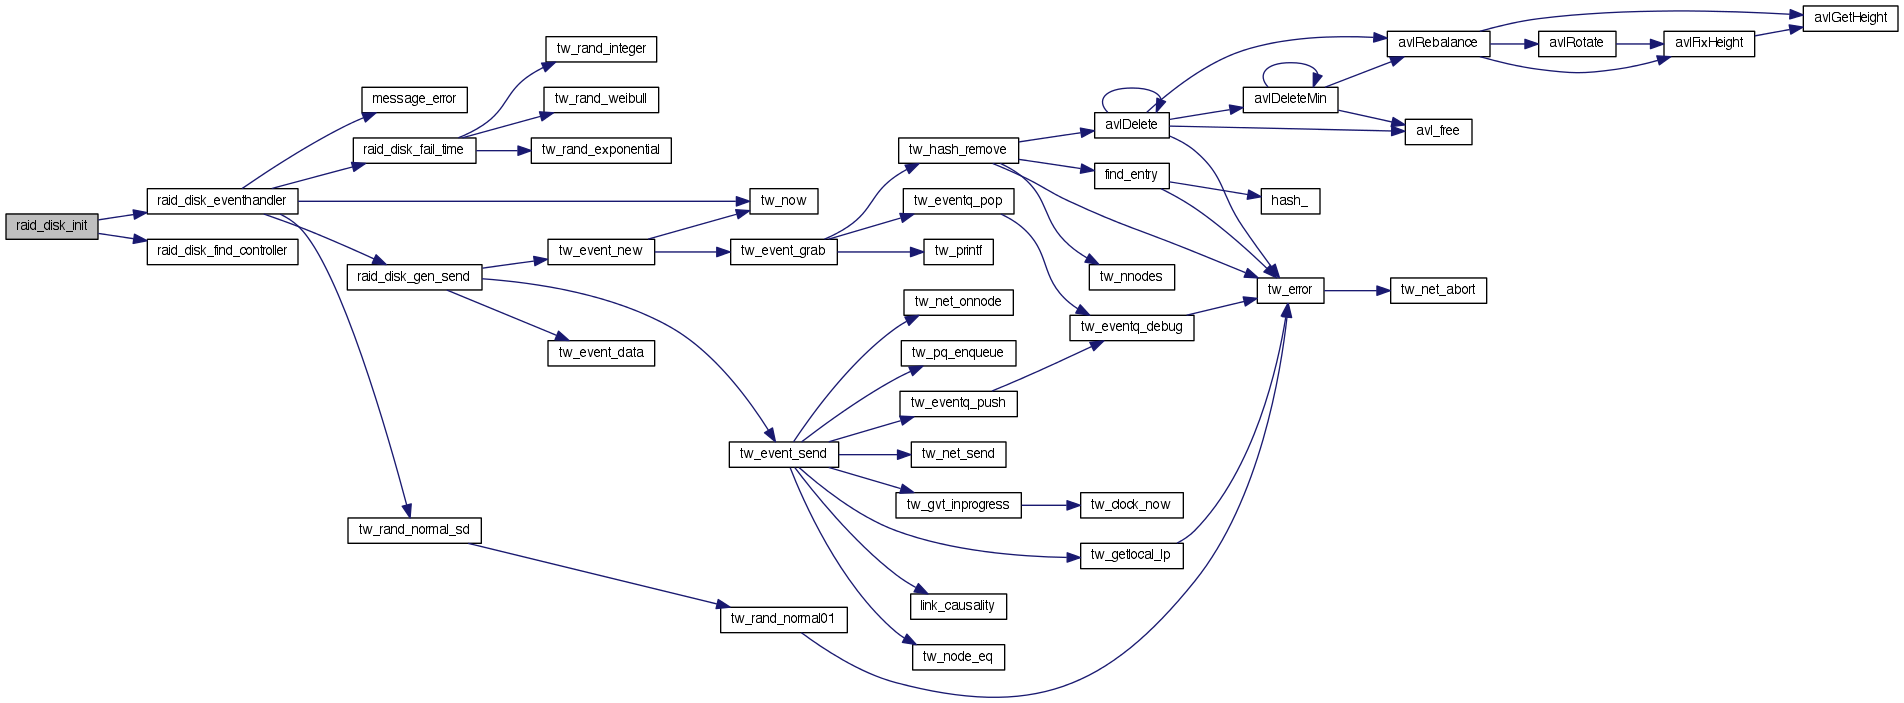 raid_disk_init
raid_disk_eventhandler
raid_disk_find_controller
message_error
raid_disk_fail_time
raid_disk_gen_send
tw_rand_normal_sd
tw_rand_integer
tw_rand_weibull
tw_rand_exponential
tw_now
tw_event_new
tw_event_data
tw_event_grab
tw_event_send
tw_rand_normal01
tw_hash_remove
tw_eventq_pop
tw_printf
tw_net_onnode
tw_pq_enqueue
tw_eventq_push
tw_net_send
tw_gvt_inprogress
link_causality
tw_node_eq
avlDelete
find_entry
tw_nnodes
tw_eventq_debug
tw_clock_now
tw_getlocal_lp
avlDeleteMin
hash_
tw_error
avlRebalance
avl_free
tw_net_abort
avlRotate
avlFixHeight
avlGetHeight